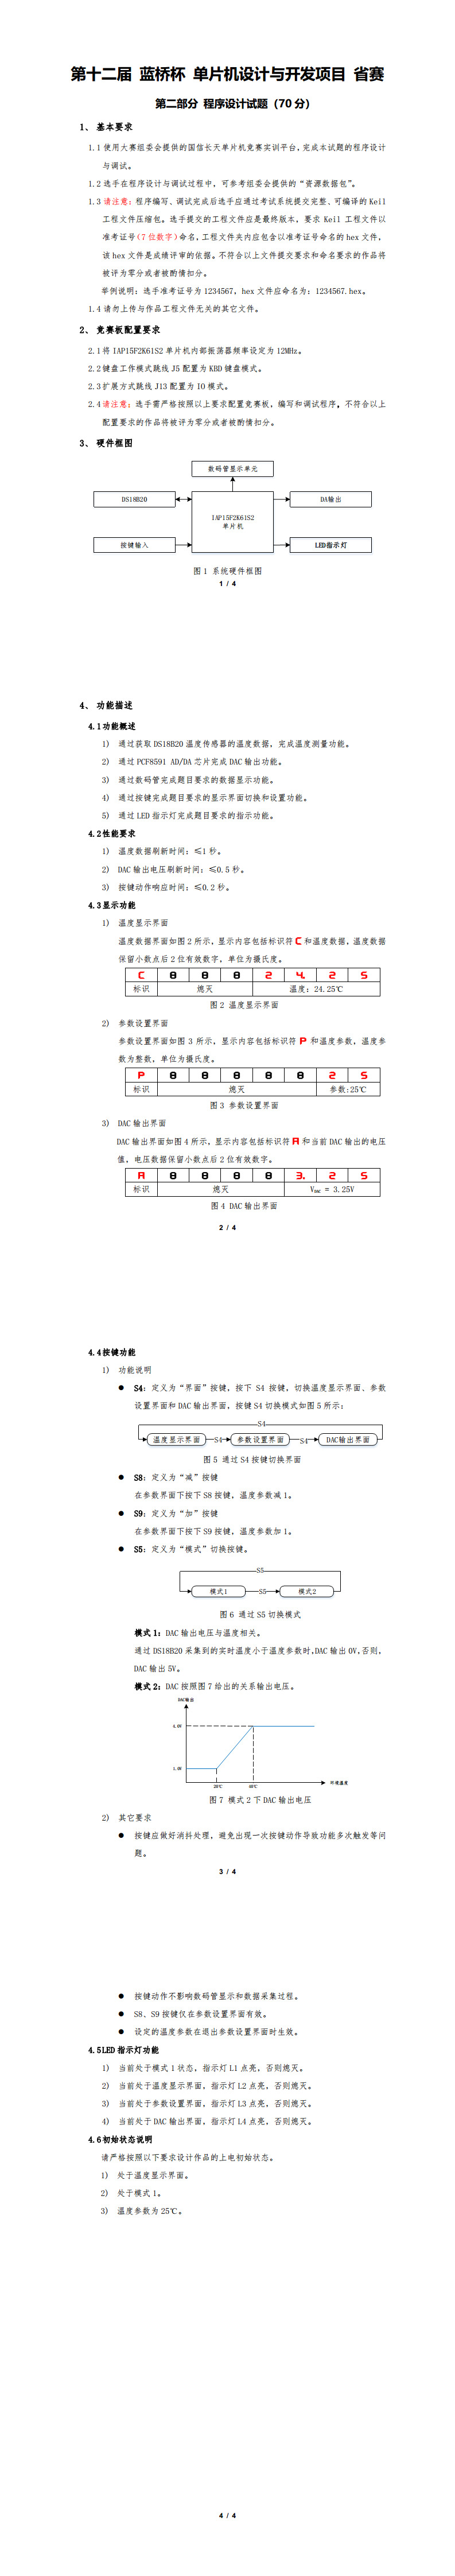 第十二届 蓝桥杯 单片机设计与开发项目 省赛
第二部分 程序设计试题（70 分）
1、 基本要求
1.1 使用大赛组委会提供的国信长天单片机竞赛实训平台，完成本试题的程序设计
与调试。
1.2 选手在程序设计与调试过程中，可参考组委会提供的“资源数据包”。
1.3 请注意：程序编写、调试完成后选手应通过考试系统提交完整、可编译的 Keil
工程文件压缩包。选手提交的工程文件应是最终版本，要求 Keil 工程文件以
准考证号（7 位数字）命名，工程文件夹内应包含以准考证号命名的 hex 文件，
该 hex 文件是成绩评审的依据。不符合以上文件提交要求和命名要求的作品将
被评为零分或者被酌情扣分。
举例说明：选手准考证号为 1234567，hex 文件应命名为：1234567.hex。
1.4 请勿上传与作品工程文件无关的其它文件。
2、 竞赛板配置要求
2.1 将 IAP15F2K61S2 单片机内部振荡器频率设定为 12MHz。
2.2 键盘工作模式跳线 J5 配置为 KBD 键盘模式。
2.3 扩展方式跳线 J13 配置为 IO 模式。
2.4 请注意：选手需严格按照以上要求配置竞赛板，编写和调试程序，不符合以上
配置要求的作品将被评为零分或者被酌情扣分。
3、 硬件框图
数码管显示单元
DS18B20
DA输出
IAP15F2K61S2
单片机
按键输入
LED指示灯
图 1 系统硬件框图
1 / 4
4、 功能描述
4.1 功能概述
1) 通过获取 DS18B20 温度传感器的温度数据，完成温度测量功能。
2) 通过 PCF8591 AD/DA 芯片完成 DAC 输出功能。
3) 通过数码管完成题目要求的数据显示功能。
4) 通过按键完成题目要求的显示界面切换和设置功能。
5) 通过 LED 指示灯完成题目要求的指示功能。
4.2 性能要求
1) 温度数据刷新时间：≤1 秒。
2) DAC 输出电压刷新时间：≤0.5 秒。
3) 按键动作响应时间：≤0.2 秒。
4.3 显示功能
1) 温度显示界面
温度数据界面如图 2 所示，显示内容包括标识符 C 和温度数据，温度数据
保留小数点后 2 位有效数字，单位为摄氏度。
C 8 8 8 2 4. 2 5
标识 熄灭 温度：24.25℃
图 2 温度显示界面
2) 参数设置界面
参数设置界面如图 3 所示，显示内容包括标识符 P 和温度参数，温度参
数为整数，单位为摄氏度。
P 8 8 8 8 8 2 5
标识 熄灭 参数:25℃
图 3 参数设置界面
3) DAC 输出界面
DAC 输出界面如图 4 所示，显示内容包括标识符 A 和当前 DAC 输出的电压
值，电压数据保留小数点后 2 位有效数字。
A 8 8 8 8 3. 2 5
标识 熄灭 VDAC = 3.25V
图 4 DAC 输出界面
2 / 4
4.4 按键功能
1) 功能说明
● S4：定义为“界面”按键，按下 S4 按键，切换温度显示界面、参数
设置界面和 DAC 输出界面，按键 S4 切换模式如图 5 所示：
S4
温度显示界面 S4 参数设置界面 S4 DAC输出界面
图 5 通过 S4 按键切换界面
● S8：定义为“减”按键
在参数界面下按下 S8 按键，温度参数减 1。
● S9：定义为“加”按键
在参数界面下按下 S9 按键，温度参数加 1。
● S5：定义为“模式”切换按键。
S5
模式1 S5 模式2
图 6 通过 S5 切换模式
模式 1：DAC 输出电压与温度相关。
通过 DS18B20 采集到的实时温度小于温度参数时，DAC 输出 0V，否则，
DAC 输出 5V。
模式 2：DAC 按照图 7 给出的关系输出电压。
DAC输出
4.0V
1.0V
20℃ 40℃ 环境温度
图 7 模式 2 下 DAC 输出电压
2) 其它要求
● 按键应做好消抖处理，避免出现一次按键动作导致功能多次触发等问
题。
3 / 4
● 按键动作不影响数码管显示和数据采集过程。
● S8、S9 按键仅在参数设置界面有效。
● 设定的温度参数在退出参数设置界面时生效。
4.5 LED 指示灯功能
1) 当前处于模式 1 状态，指示灯 L1 点亮，否则熄灭。
2) 当前处于温度显示界面，指示灯 L2 点亮，否则熄灭。
3) 当前处于参数设置界面，指示灯 L3 点亮，否则熄灭。
4) 当前处于 DAC 输出界面，指示灯 L4 点亮，否则熄灭。
4.6 初始状态说明
请严格按照以下要求设计作品的上电初始状态。
1) 处于温度显示界面。
2) 处于模式 1。
3) 温度参数为 25℃。
4 / 4